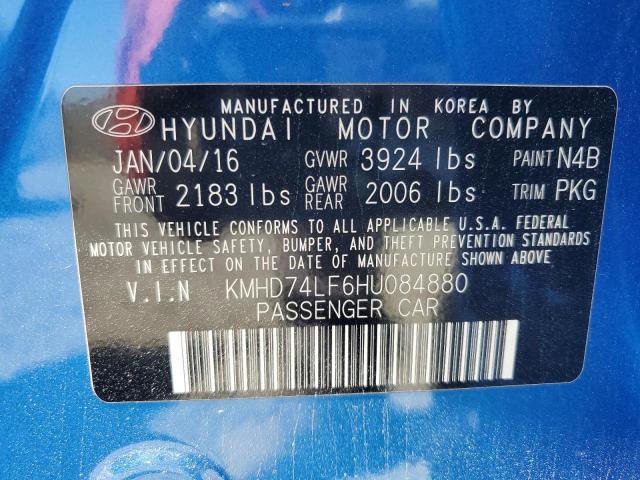 MANUFACTURED IN KOREA BY
HYUNDAI MOTOR COMPANY
JAN/04/16 GVWR 3924 lbs PAINT N4B
GAWR FRONT 2183 lbs GAWR REAR 2006 lbs TRIM PKG
THIS VEHICLE CONFORMS TO ALL APPLICABLE U.S.A. FEDERAL
MOTOR VEHICLE SAFETY, BUMPER, AND THEFT PREVENTION STANDARDS
IN EFFECT ON THE DATE OF MANUFACTURE SHOWN ABOVE
V.I.N KMHD74LF6HU084880
PASSENGER CAR